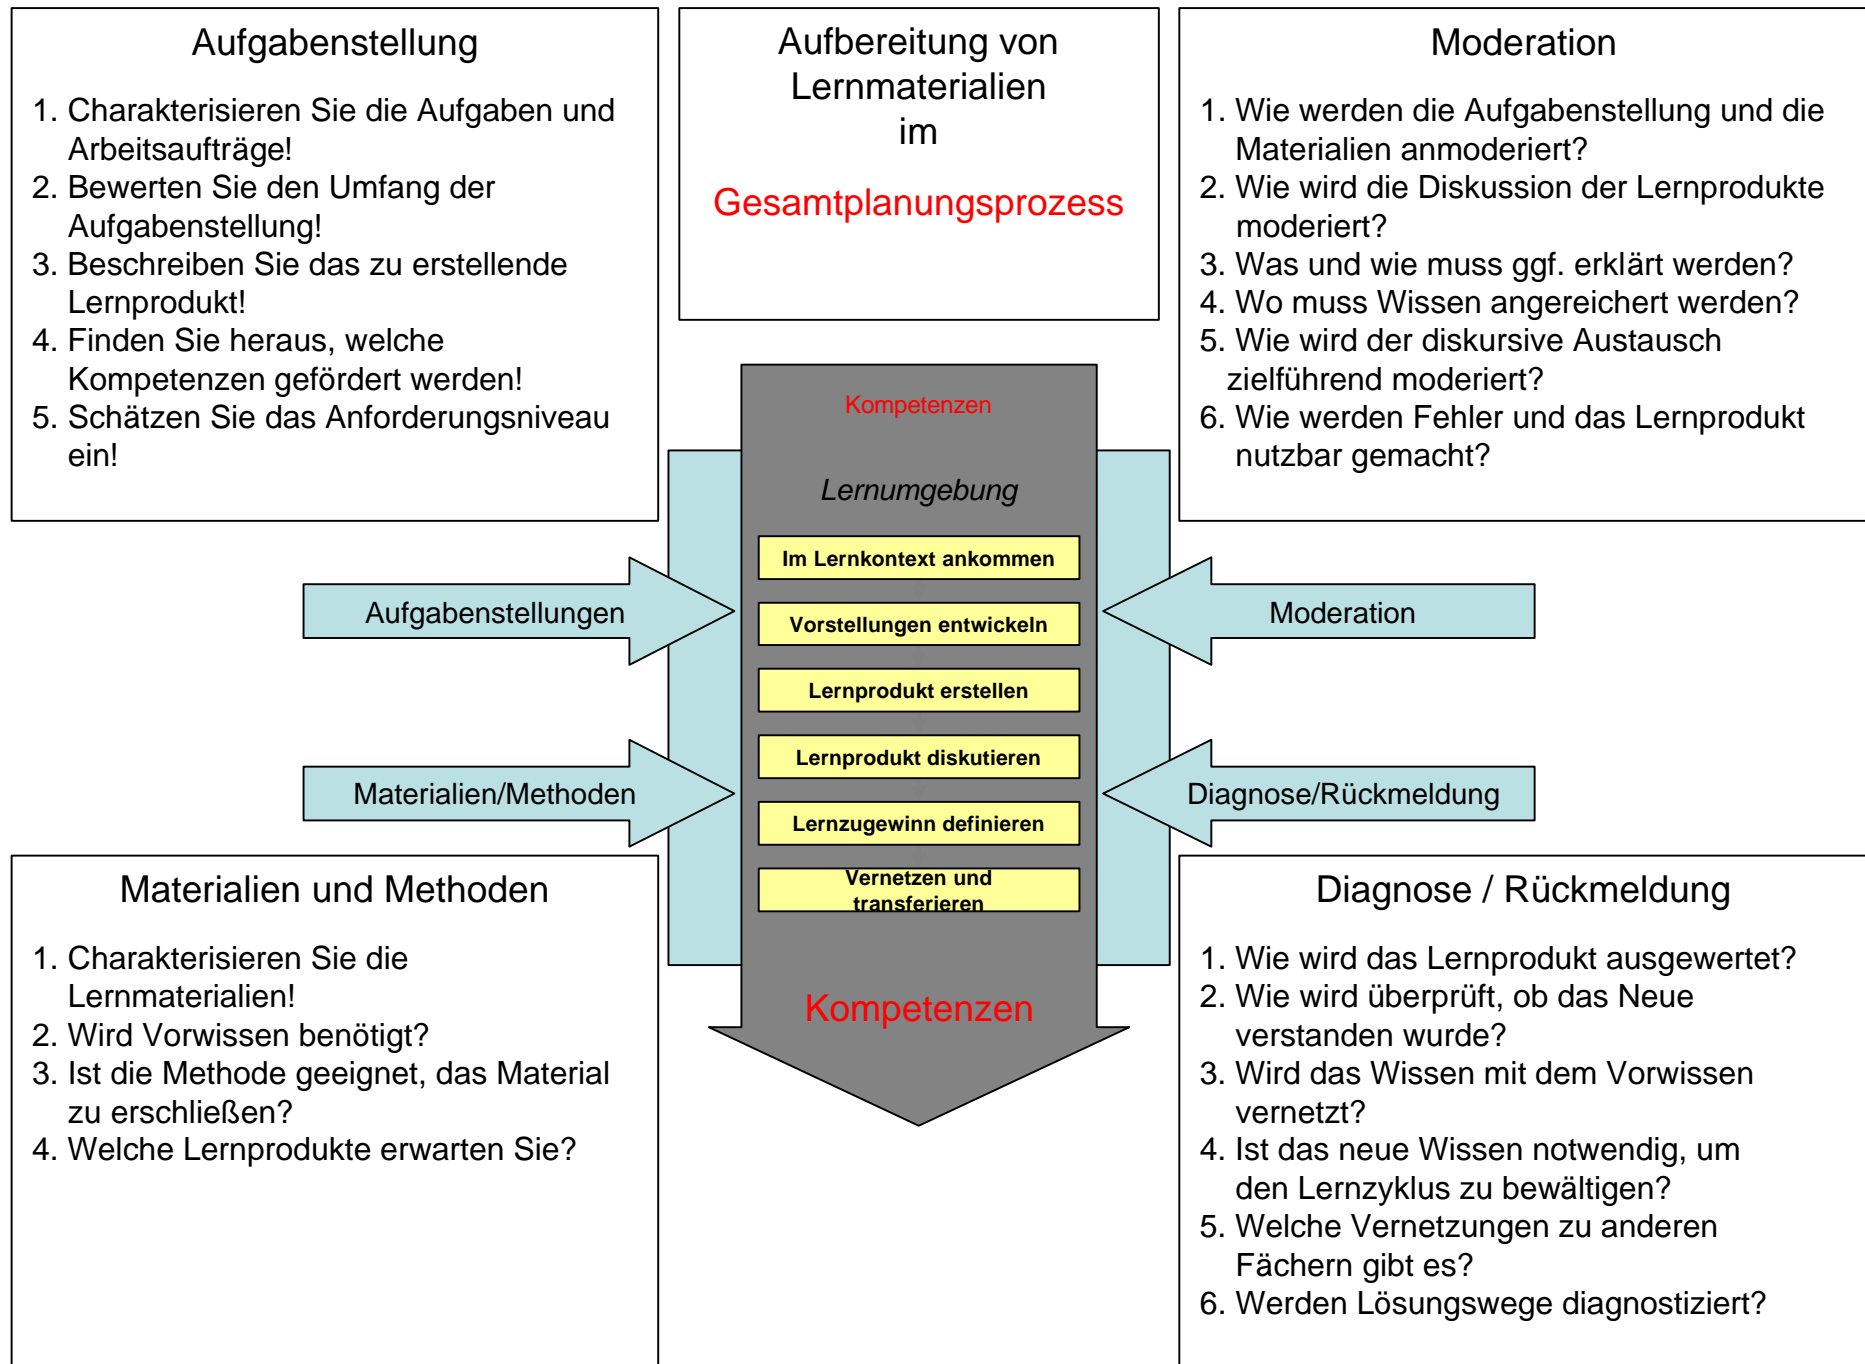 Aufgabenstellung
1. Charakterisieren Sie die Aufgaben und
Arbeitsaufträge!
2. Bewerten Sie den Umfang der
Aufgabenstellung!
3. Beschreiben Sie das zu erstellende
Lernprodukt!
4. Finden Sie heraus, welche
Kompetenzen gefördert werden!
5. Schätzen Sie das Anforderungsniveau
ein!
Aufbereitung von
Lernmaterialien
im
Gesamtplanungsprozess
Moderation
1. Wie werden die Aufgabenstellung und die
Materialien anmoderiert?
2. Wie wird die Diskussion der Lernprodukte
moderiert?
3. Was und wie muss ggf. erklärt werden?
4. Wo muss Wissen angereichert werden?
5. Wie wird der diskursive Austausch
zielführend moderiert?
6. Wie werden Fehler und das Lernprodukt
nutzbar gemacht?
Kompetenzen
Lernumgebung
Im Lernkontext ankommen
Vorstellungen entwickeln
Lernprodukt erstellen
Lernprodukt diskutieren
Lernzugewinn definieren
Vernetzen und
transferieren
Kompetenzen
Aufgabenstellungen
Moderation
Materialien/Methoden
Diagnose/Rückmeldung
Materialien und Methoden
1. Charakterisieren Sie die
Lernmaterialien!
2. Wird Vorwissen benötigt?
3. Ist die Methode geeignet, das Material
zu erschließen?
4. Welche Lernprodukte erwarten Sie?
Diagnose / Rückmeldung
1. Wie wird das Lernprodukt ausgewertet?
2. Wie wird überprüft, ob das Neue
verstanden wurde?
3. Wird das Wissen mit dem Vorwissen
vernetzt?
4. Ist das neue Wissen notwendig, um
den Lernzyklus zu bewältigen?
5. Welche Vernetzungen zu anderen
Fächern gibt es?
6. Werden Lösungswege diagnostiziert?